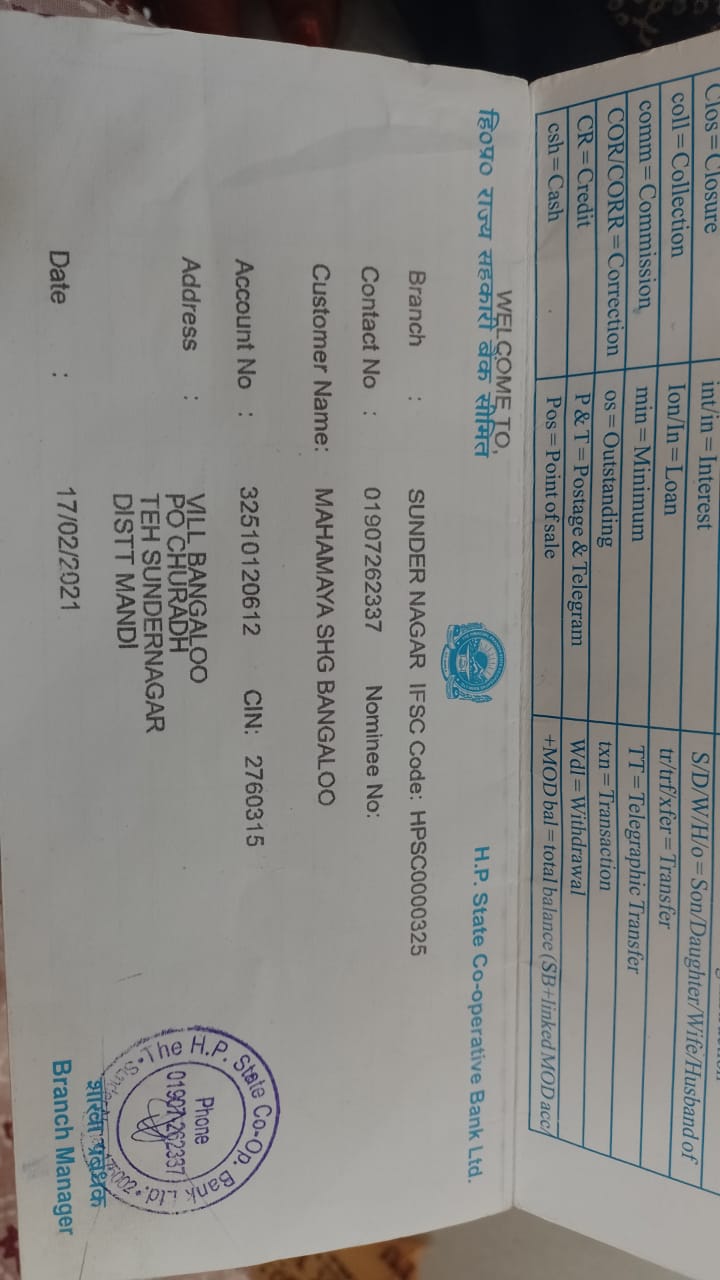 Clos = Closure int/in = Interest
coll = Collection Ion/In = Loan S/D/W/H/o = Son/Daughter/Wife/Husband of
comm = Commission min = Minimum tr/trf/xfer = Transfer
COR/CORR = Correction os = Outstanding TT = Telegraphic Transfer
CR = Credit P & T = Postage & Telegram txn = Transaction
csh = Cash Pos = Point of sale Wdl = Withdrawal
+MOD bal = total balance (SB+linked MOD acc
WELCOME TO,
हि०प्र० राज्य सहकारी बैंक सीमित H.P. State Co-operative Bank Ltd.
Branch : SUNDER NAGAR IFSC Code: HPSC0000325
Contact No : 01907262337 Nominee No:
Customer Name: MAHAMAYA SHG BANGALOO
Account No : 32510120612 CIN: 2760315
Address : VILL BANGALOO
PO CHURADH
TEH SUNDERNAGAR
DISTT MANDI
Date : 17/02/2021
The H.P. State Co-Op. Bank Ltd.
Phone
01907262337
शाखा प्रबंधक
Branch Manager